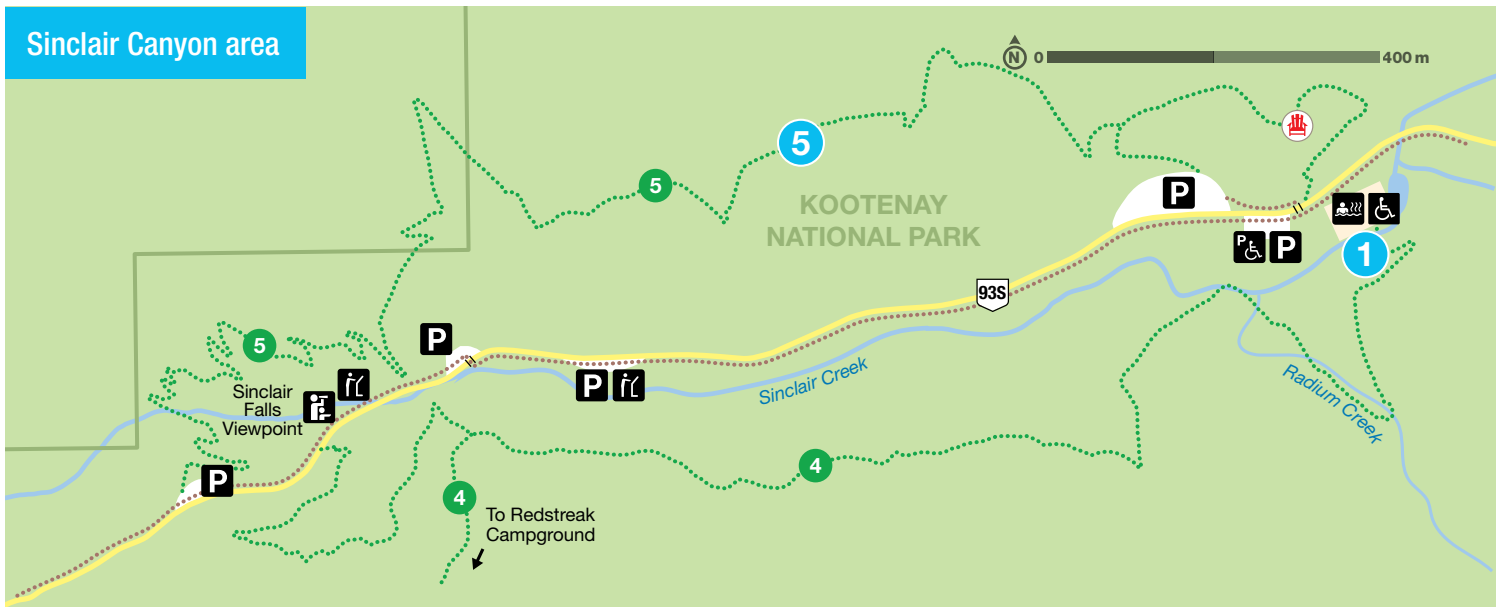 Sinclair Canyon area
N 0 400 m
5
5
P
KOOTENAY
NATIONAL PARK
P P
1
93S
P
5
Sinclair
Falls
Viewpoint
P
Sinclair Creek
Radium Creek
4
P
4
To Redstreak
Campground